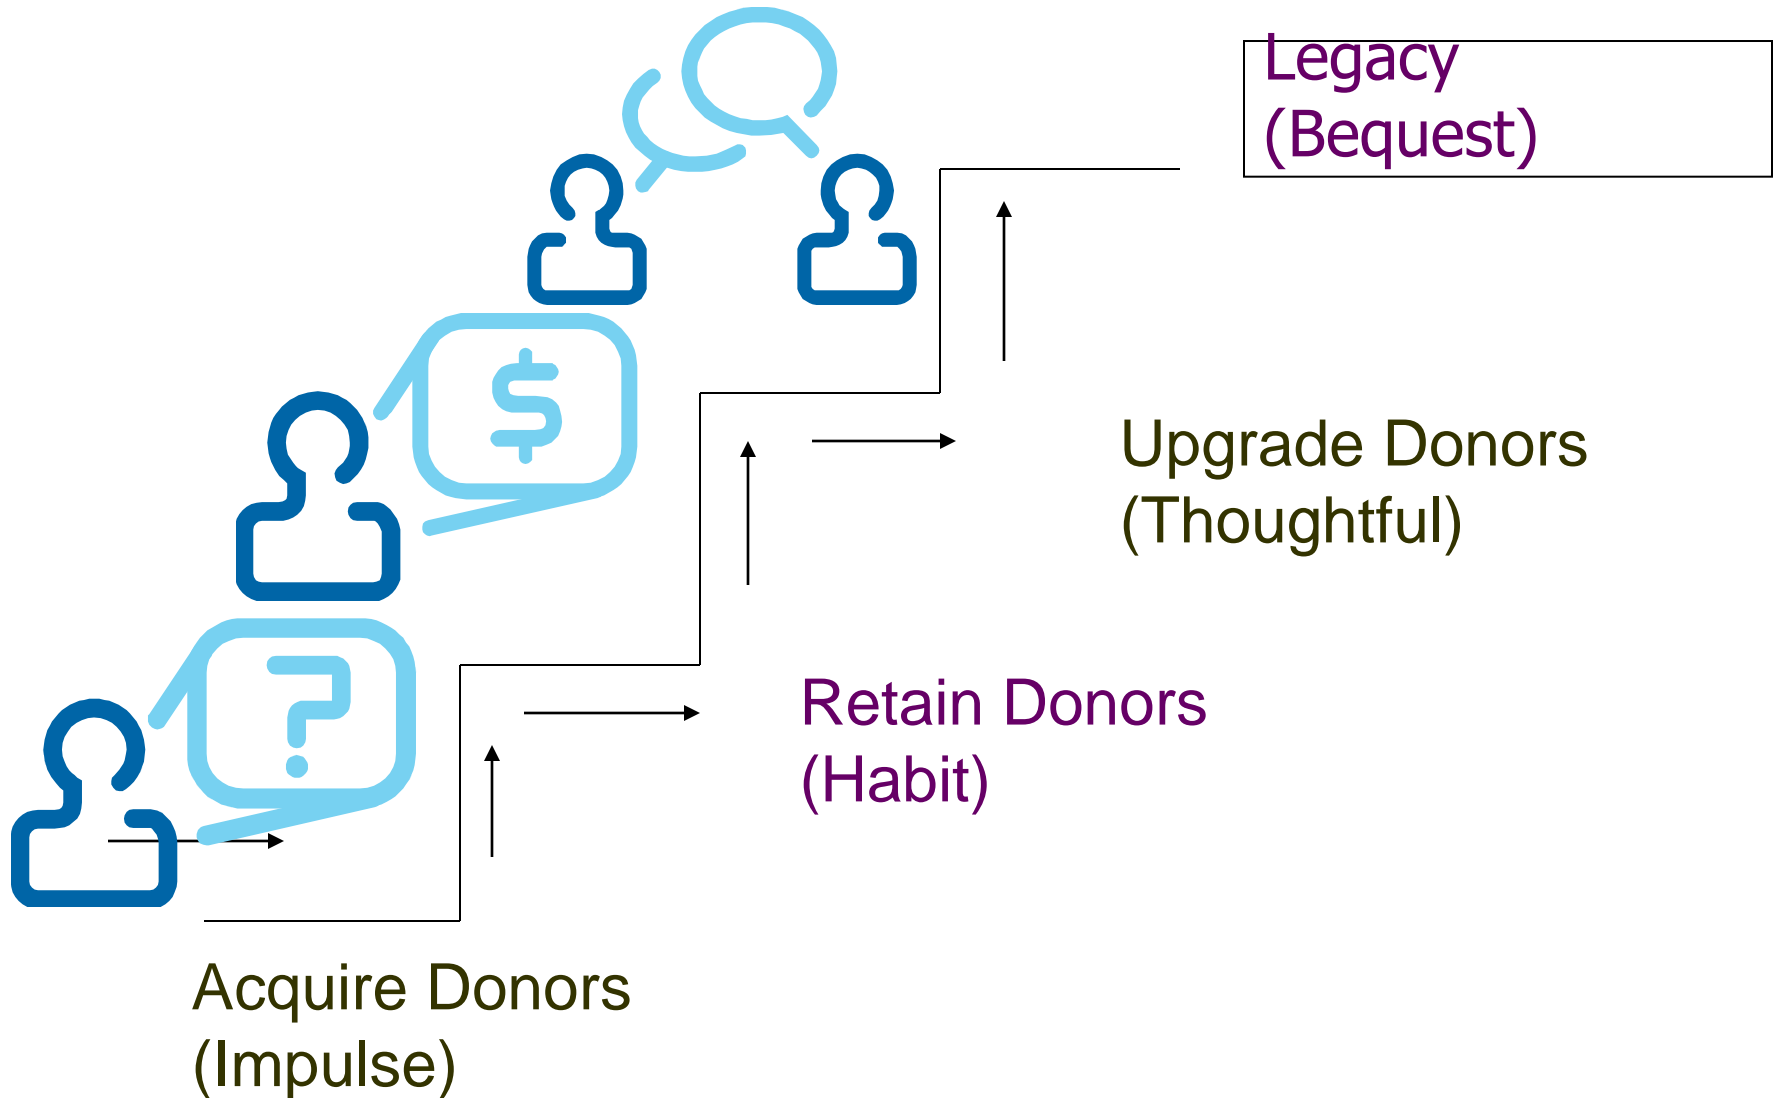 Legacy
(Bequest)
$
Upgrade Donors
(Thoughtful)
Retain Donors
(Habit)
?
Acquire Donors
(Impulse)